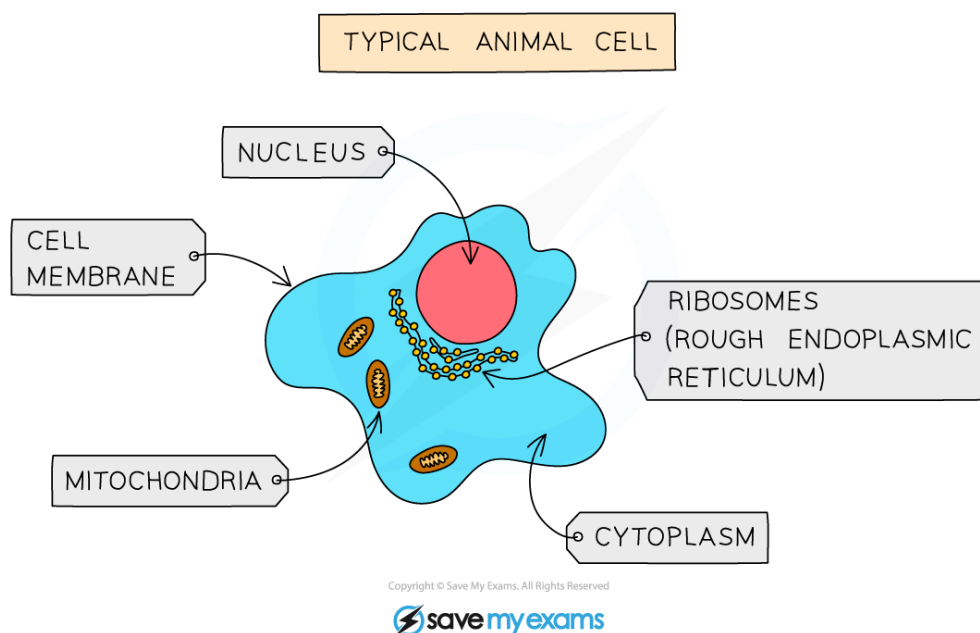 TYPICAL ANIMAL CELL
NUCLEUS
CELL
MEMBRANE
RIBOSOMES
(ROUGH ENDOPLASMIC
RETICULUM)
MITOCHONDRIA
CYTOPLASM
Copyright © Save My Exams. All Rights Reserved
save my exams